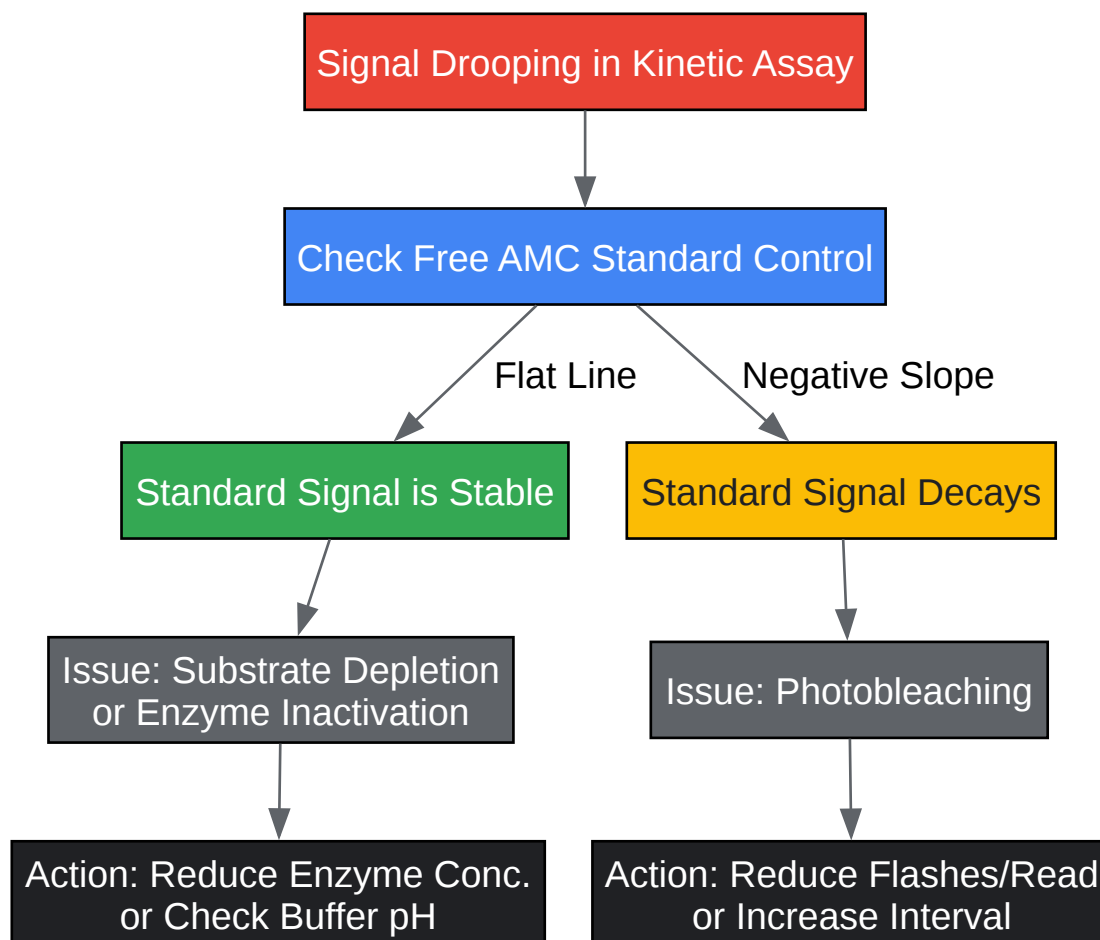 Signal Drooping in Kinetic Assay
Check Free AMC Standard Control
Flat Line
Negative Slope
Standard Signal is Stable
Standard Signal Decays
Issue: Substrate Depletion
or Enzyme Inactivation
Issue: Photobleaching
Action: Reduce Enzyme Conc.
or Check Buffer pH
Action: Reduce Flashes/Read
or Increase Interval